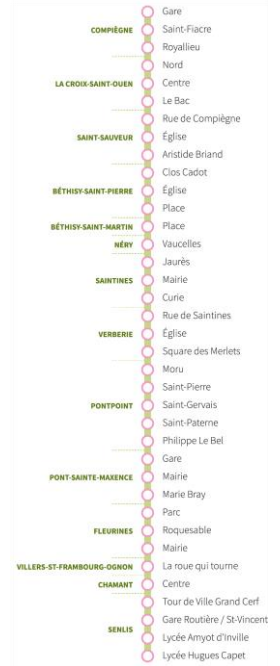 Gare
COMPIÈGNE Saint-Fiacre
Royallieu
Nord
LA CROIX-SAINT-OUEN Centre
Le Bac
Rue de Compiègne
SAINT-SAUVEUR Église
Aristide Briand
Clos Cadot
BÉTHISY-SAINT-PIERRE Église
Place
BÉTHISY-SAINT-MARTIN Place
NÉRY Vaucelles
Jaurès
SAINTINES Mairie
Curie
Rue de Saintines
VERBERIE Église
Square des Merlets
Moru
Saint-Pierre
PONTPOINT Saint-Gervais
Saint-Paterne
Philippe Le Bel
Gare
PONT-SAINTE-MAXENCE Mairie
Marie Bray
Parc
FLEURINES Roquesable
Mairie
VILLERS-ST-FRAMBOURG-OGNON La roue qui tourne
CHAMANT Centre
Tour de Ville Grand Cerf
SENLIS Gare Routière / St-Vincent
Lycée Amyot d'Inville
Lycée Hugues Capet